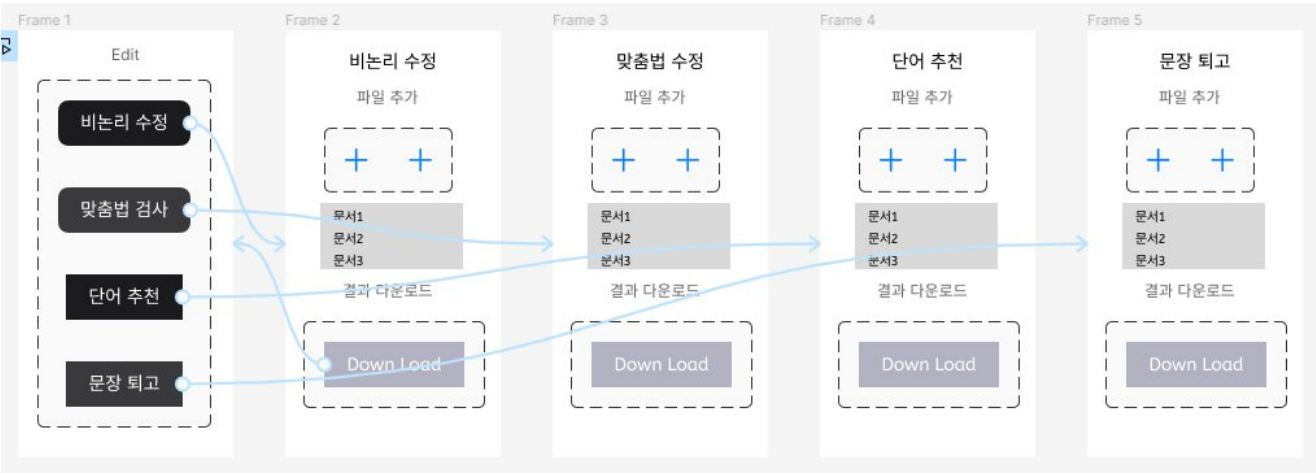 Frame 1
Edit
비논리 수정
맞춤법 검사
단어 추천
문장 퇴고
Frame 2
비논리 수정
파일 추가
문서1
문서2
문서3
결과 다운로드
Down Load
Frame 3
맞춤법 수정
파일 추가
문서1
문서2
문서3
결과 다운로드
Down Load
Frame 4
단어 추천
파일 추가
문서1
문서2
문서3
결과 다운로드
Down Load
Frame 5
문장 퇴고
파일 추가
문서1
문서2
문서3
결과 다운로드
Down Load